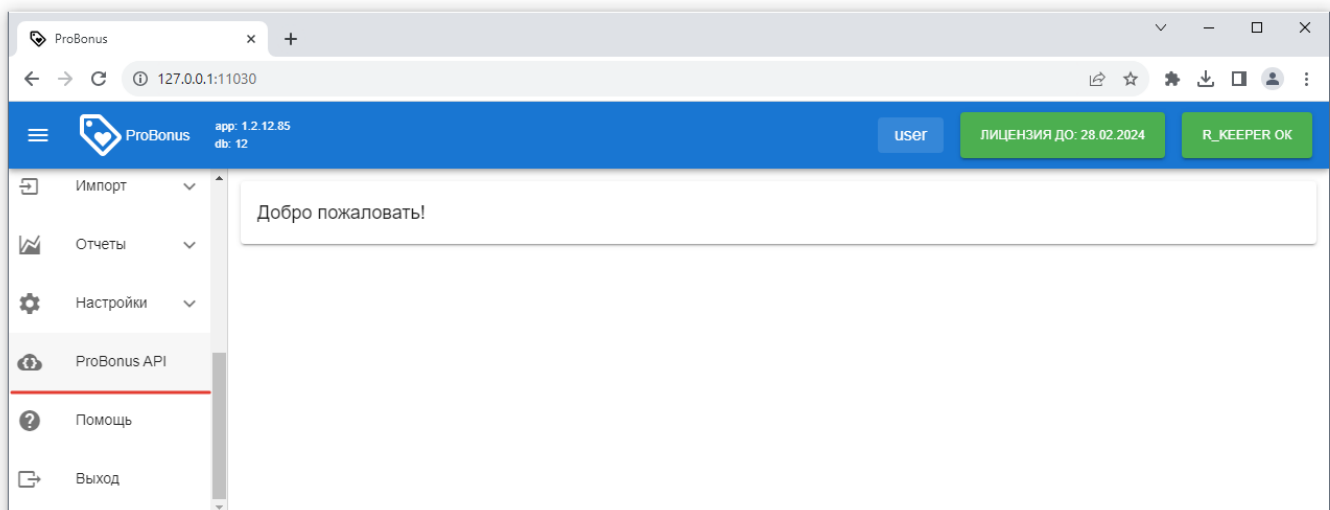 ProBonus
127.0.0.1:11030
ProBonus
app: 1.2.12.85
db: 12
user
ЛИЦЕНЗИЯ ДО: 28.02.2024
R_KEEPER OK
Импорт
Добро пожаловать!
Отчеты
Настройки
ProBonus API
Помощь
Выход